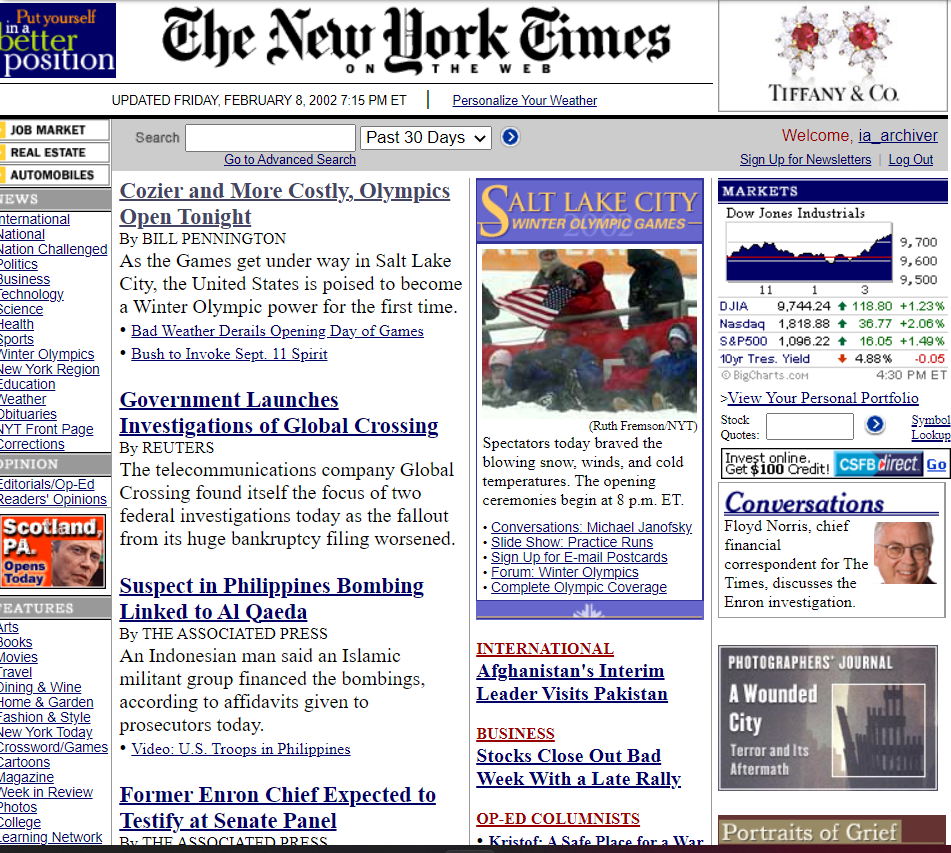 Put yourself
in a
better
position
The New York Times
ON THE WEB
TIFFANY & CO.
UPDATED FRIDAY, FEBRUARY 8, 2002 7:15 PM ET
Personalize Your Weather
JOB MARKET
REAL ESTATE
AUTOMOBILES
Search
Past 30 Days
Go to Advanced Search
Welcome, ia_archiver
Sign Up for Newsletters | Log Out
NEWS
International
National
Nation Challenged
Politics
Business
Technology
Science
Health
Sports
Winter Olympics
New York Region
Education
Weather
Obituaries
NYT Front Page
Corrections
OPINION
Editorials/Op-Ed
Readers' Opinions
Scotland,
PA.
Opens
Today
FEATURES
Arts
Books
Movies
Travel
Dining & Wine
Home & Garden
Fashion & Style
New York Today
Crossword/Games
Cartoons
Magazine
Week in Review
Photos
College
Learning Network
Cozier and More Costly, Olympics
Open Tonight
By BILL PENNINGTON
As the Games get under way in Salt Lake
City, the United States is poised to become
a Winter Olympic power for the first time.
• Bad Weather Derails Opening Day of Games
• Bush to Invoke Sept. 11 Spirit
Government Launches
Investigations of Global Crossing
By REUTERS
The telecommunications company Global
Crossing found itself the focus of two
federal investigations today as the fallout
from its huge bankruptcy filing worsened.
Suspect in Philippines Bombing
Linked to Al Qaeda
By THE ASSOCIATED PRESS
An Indonesian man said an Islamic
militant group financed the bombings,
according to affidavits given to
prosecutors today.
• Video: U.S. Troops in Philippines
Former Enron Chief Expected to
Testify at Senate Panel
By THE ASSOCIATED PRESS
SALT LAKE CITY
2002
WINTER OLYMPIC GAMES
(Ruth Fremson/NYT)
Spectators today braved the
blowing snow, winds, and cold
temperatures. The opening
ceremonies begin at 8 p.m. ET.
• Conversations: Michael Janofsky
• Slide Show: Practice Runs
• Sign Up for E-mail Postcards
• Forum: Winter Olympics
• Complete Olympic Coverage
INTERNATIONAL
Afghanistan's Interim
Leader Visits Pakistan
BUSINESS
Stocks Close Out Bad
Week With a Late Rally
OP-ED COLUMNISTS
• Kristof: A Safe Place for a War
MARKETS
Dow Jones Industrials
9,700
9,600
9,500
11 1 3
DJIA 9,744.24 118.80 +1.23%
Nasdaq 1,818.88 36.77 +2.06%
S&P500 1,096.22 16.05 +1.49%
10yr Tres. Yield 4.88% -0.05
© BigCharts.com 4:30 PM ET
>View Your Personal Portfolio
Stock
Quotes:
Symbol
Lookup
Invest online.
Get $100 Credit!
CSFBdirect
Go
Conversations
Floyd Norris, chief
financial
correspondent for The
Times, discusses the
Enron investigation.
PHOTOGRAPHERS' JOURNAL
A Wounded
City
Terror and Its
Aftermath
Portraits of Grief